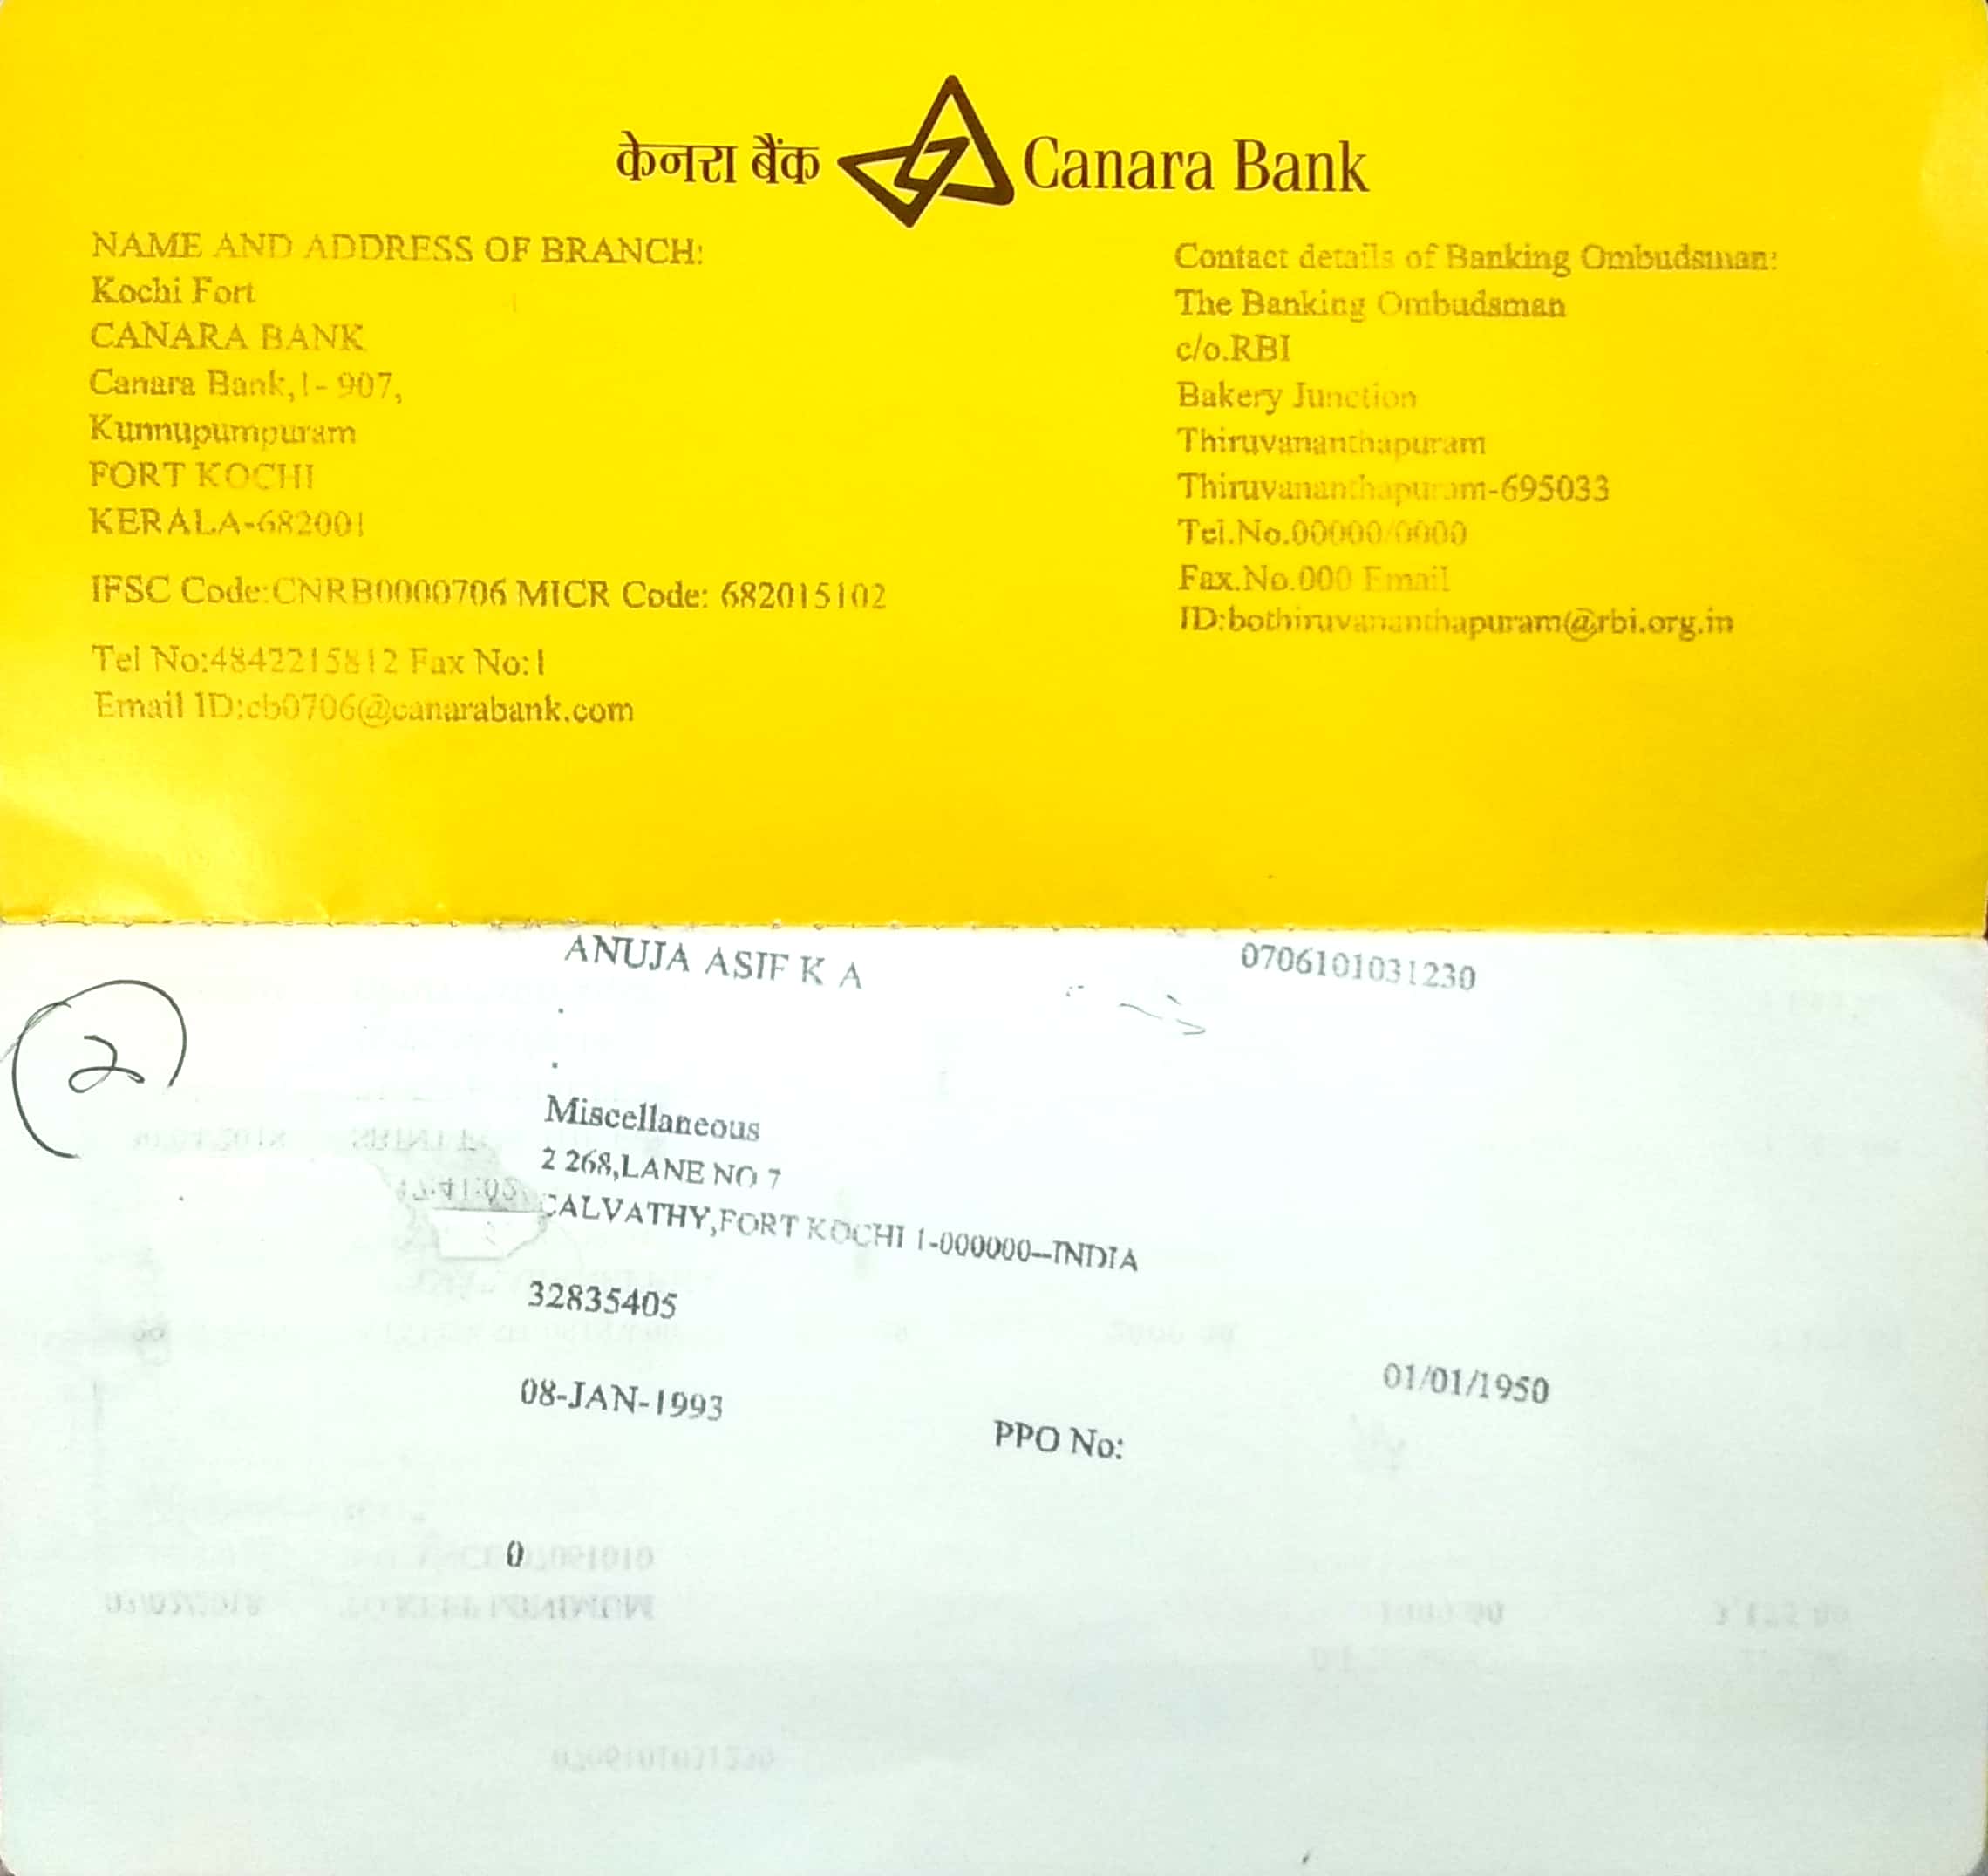 केनरा बैंक Canara Bank
NAME AND ADDRESS OF BRANCH:
Kochi Fort
CANARA BANK
Canara Bank,1- 907,
Kunnupumpuram
FORT KOCHI
KERALA-682001
IFSC Code:CNRB0000706 MICR Code: 682015102
Tel No:4842215812 Fax No:1
Email ID:cb0706@canarabank.com
Contact details of Banking Ombudsman:
The Banking Ombudsman
c/o.RBI
Bakery Junction
Thiruvananthapuram
Thiruvananthapuram-695033
Tel.No.00000/0000
Fax.No.000 Email
ID:bothiruvananthapuram@rbi.org.in
ANUJA ASIF K A 0706101031230
.
.
2
Miscellaneous
2 268,LANE NO 7
CALVATHY,FORT KOCHI 1-000000--INDIA
32835405
08-JAN-1993 01/01/1950
PPO No:
0